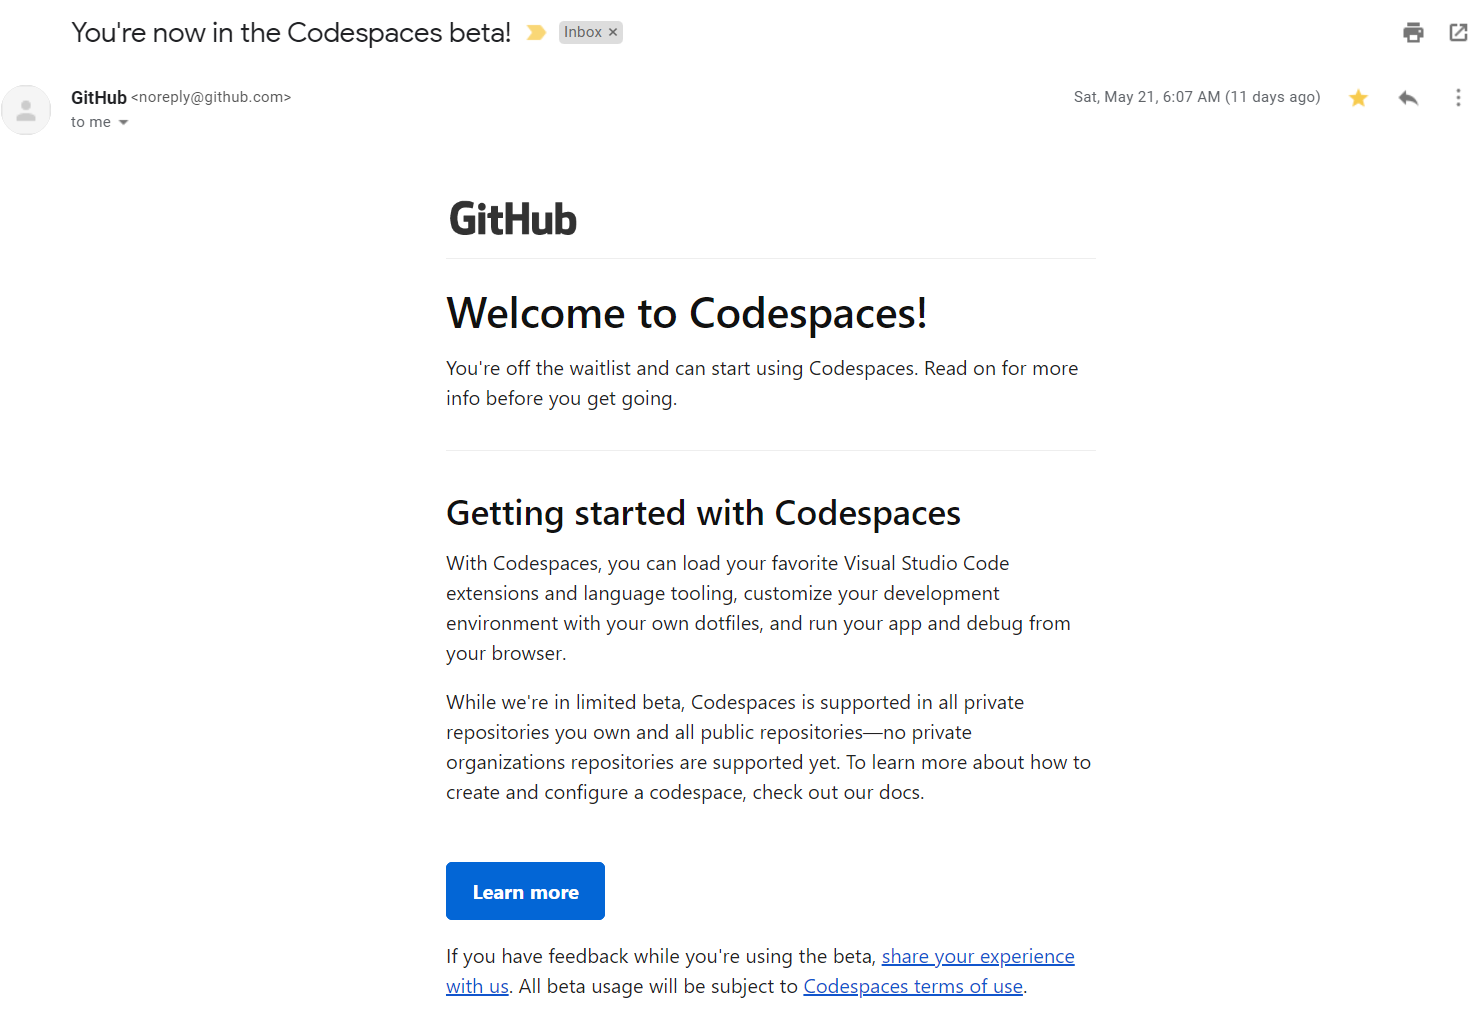 You're now in the Codespaces beta! Inbox ×
GitHub <noreply@github.com> Sat, May 21, 6:07 AM (11 days ago)
to me
GitHub
Welcome to Codespaces!
You're off the waitlist and can start using Codespaces. Read on for more
info before you get going.
Getting started with Codespaces
With Codespaces, you can load your favorite Visual Studio Code
extensions and language tooling, customize your development
environment with your own dotfiles, and run your app and debug from
your browser.
While we're in limited beta, Codespaces is supported in all private
repositories you own and all public repositories—no private
organizations repositories are supported yet. To learn more about how to
create and configure a codespace, check out our docs.
Learn more
If you have feedback while you're using the beta, share your experience
with us. All beta usage will be subject to Codespaces terms of use.